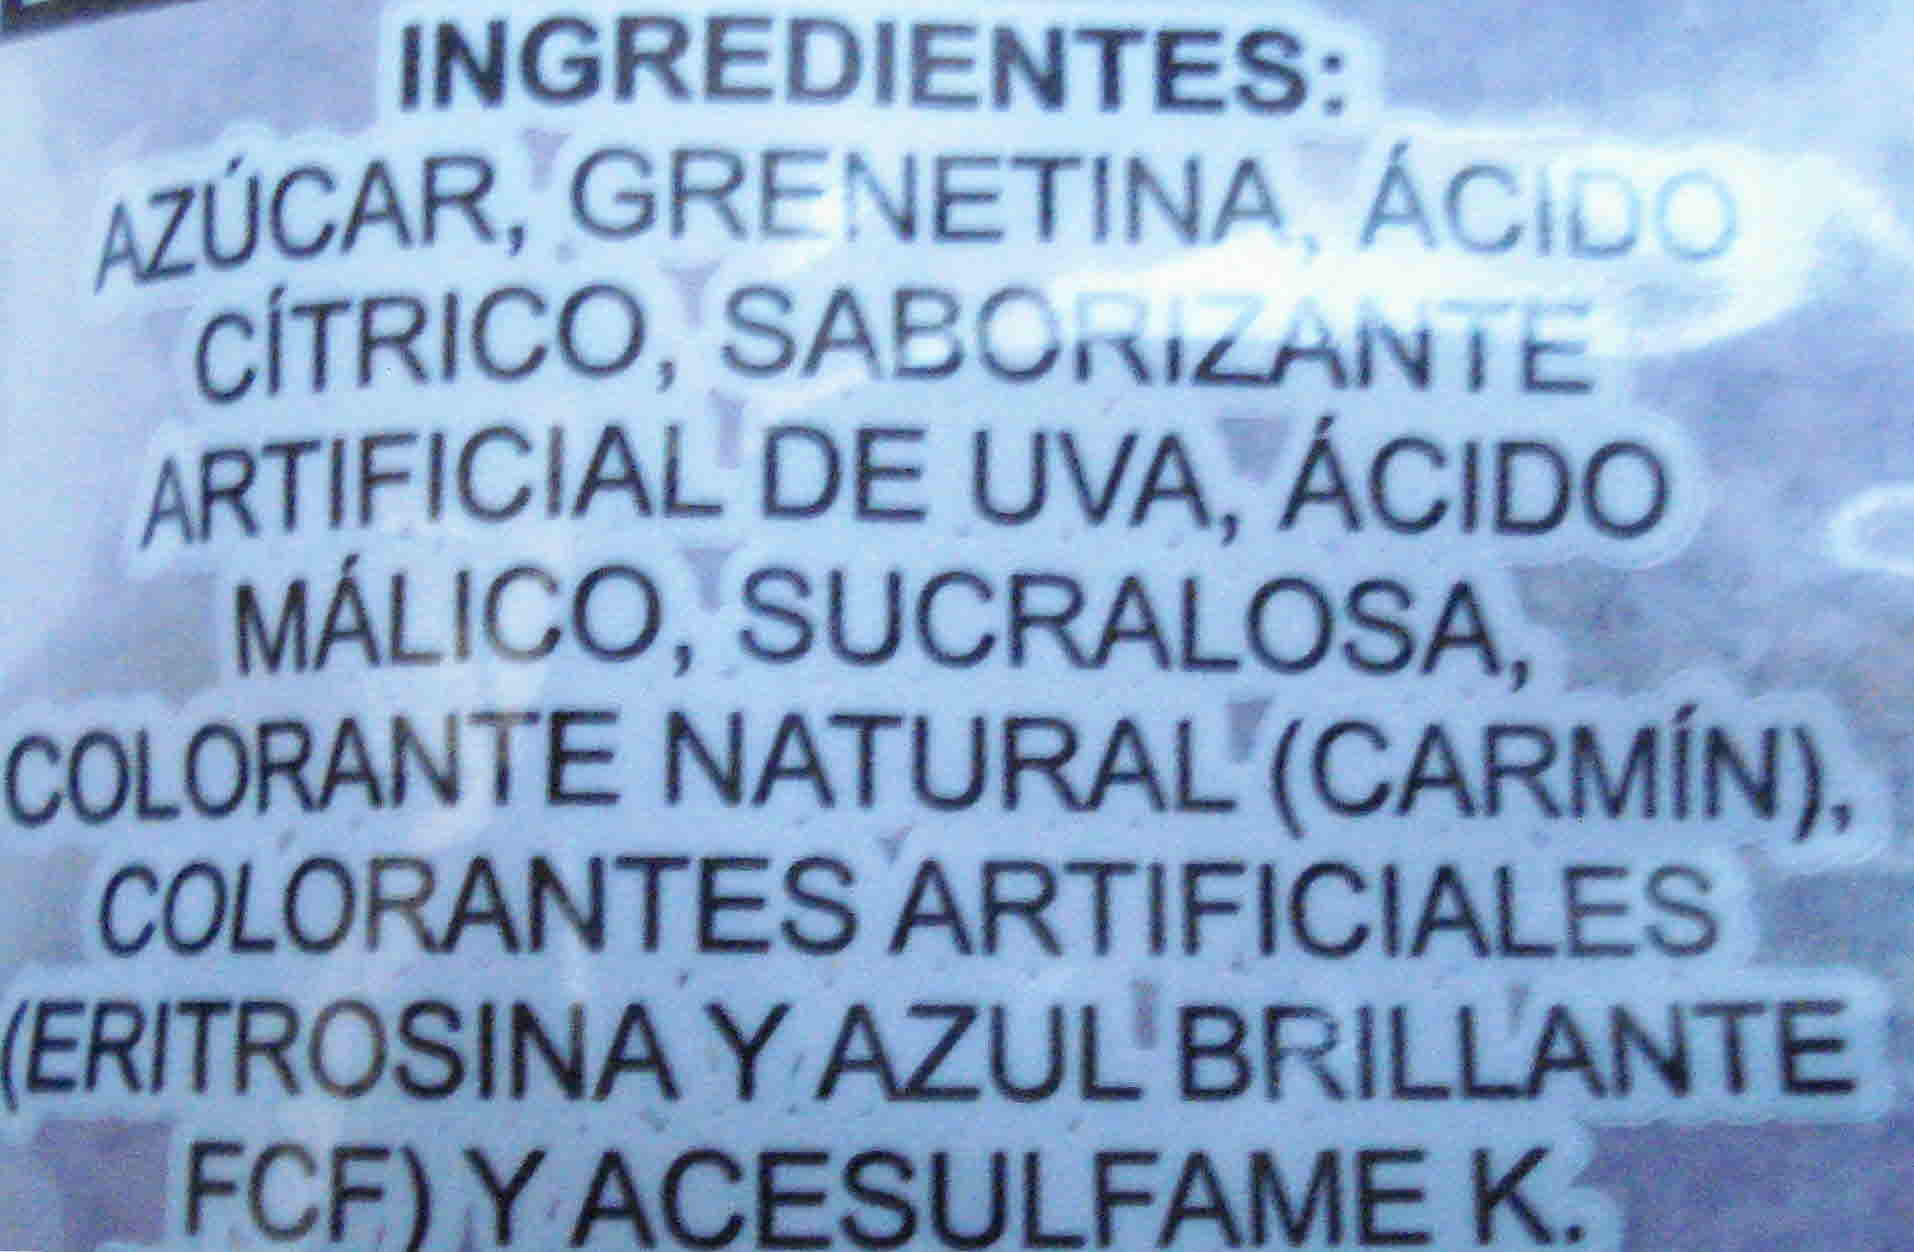 INGREDIENTES:
AZÚCAR, GRENETINA, ÁCIDO
CÍTRICO, SABORIZANTE
ARTIFICIAL DE UVA, ÁCIDO
MÁLICO, SUCRALOSA,
COLORANTE NATURAL (CARMÍN),
COLORANTES ARTIFICIALES
(ERITROSINA Y AZUL BRILLANTE
FCF) Y ACESULFAME K.